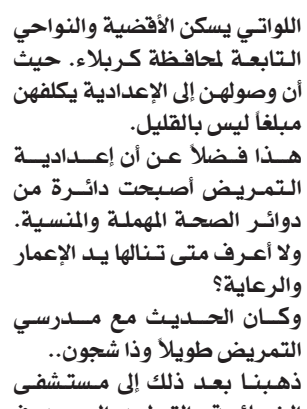 اللواتي يسكن الأقضية والنواحي
التابعة لمحافظة كربلاء. حيث
أن وصولهن إلى الإعدادية يكلفهن
مبلغاً ليس بالقليل.
هذا فضلاً عن أن إعدادية
التمريض أصبحت دائرة من
دوائر الصحة المهملة والمنسية.
ولا أعرف متى تنالها يد الإعمار
والرعاية؟
وكان الحديث مع مدرسي
التمريض طويلاً وذا شجون..
ذهبنا بعد ذلك إلى مستشفى